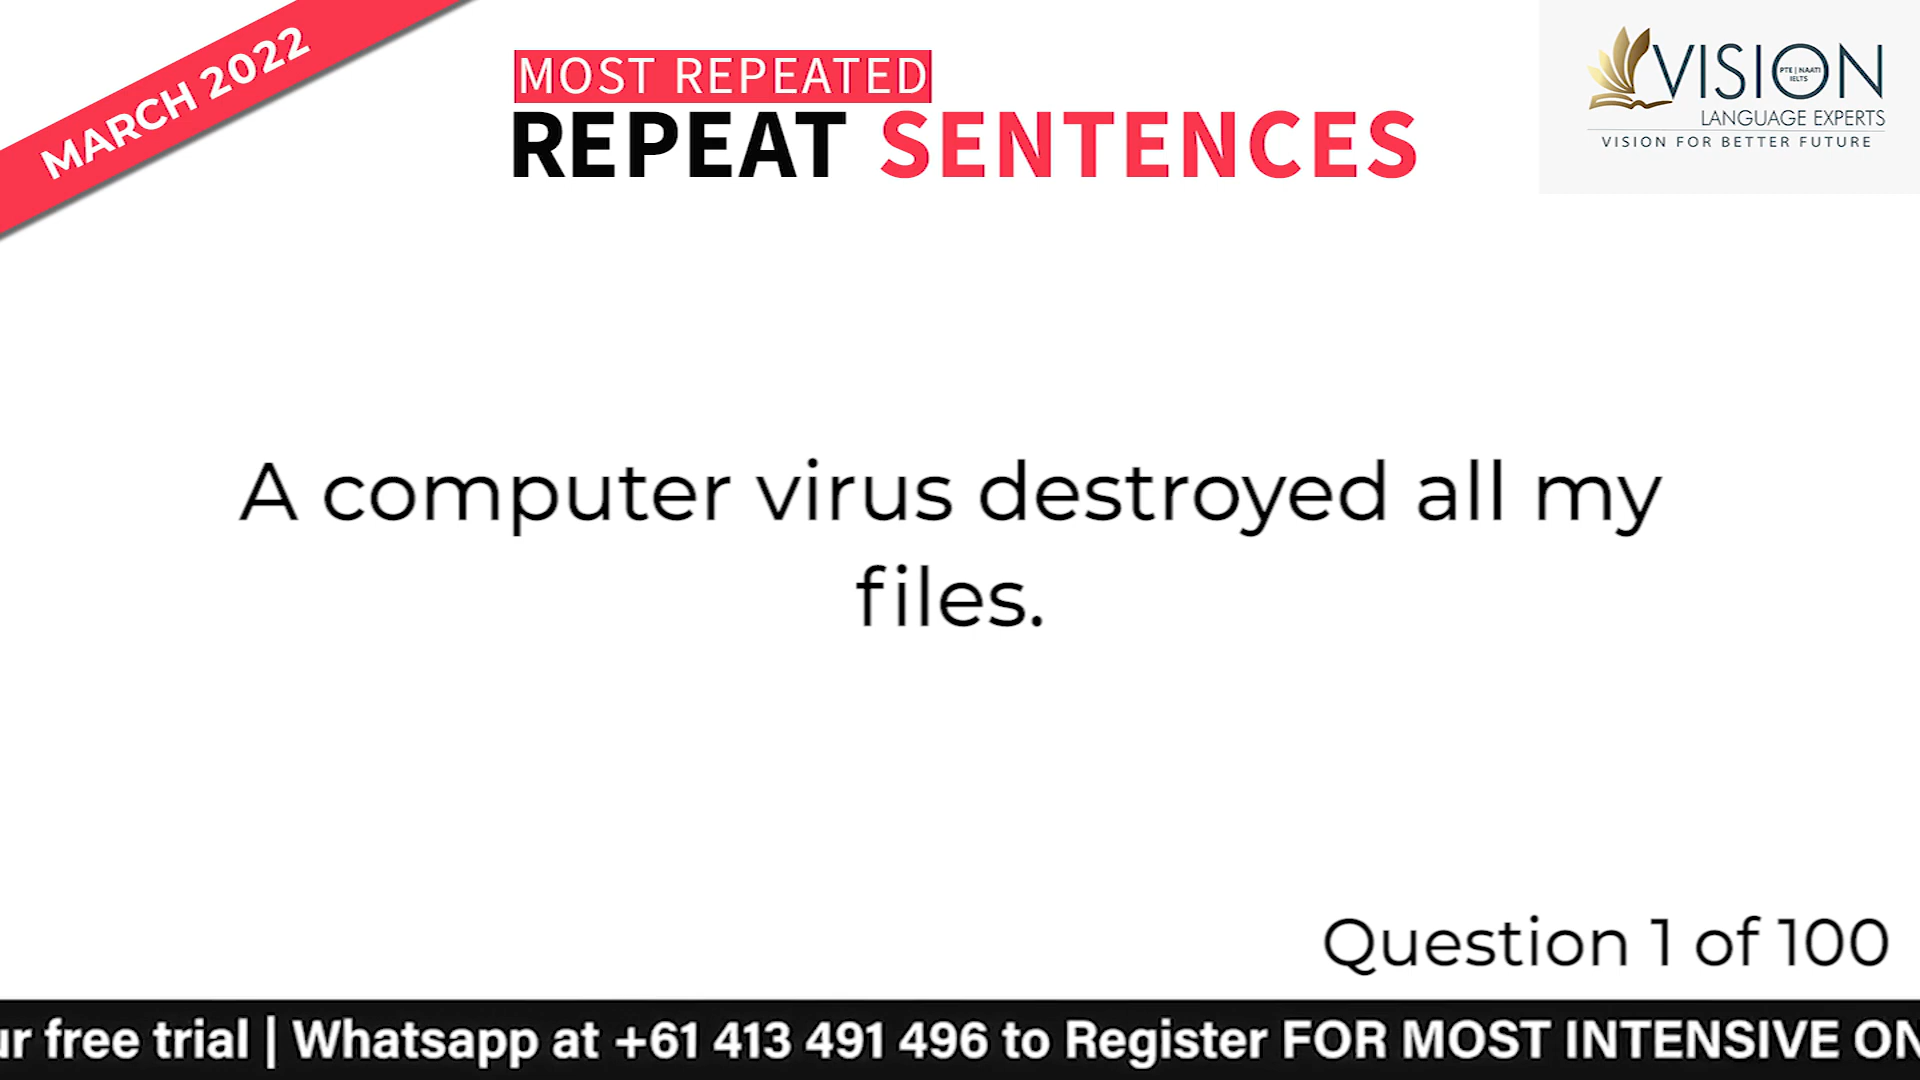 MARCH 2022
MOST REPEATED
REPEAT SENTENCES
VISION
PTE | NAATI
IELTS
LANGUAGE EXPERTS
VISION FOR BETTER FUTURE
A computer virus destroyed all my
files.
Question 1 of 100
ur free trial | Whatsapp at +61 413 491 496 to Register FOR MOST INTENSIVE ON